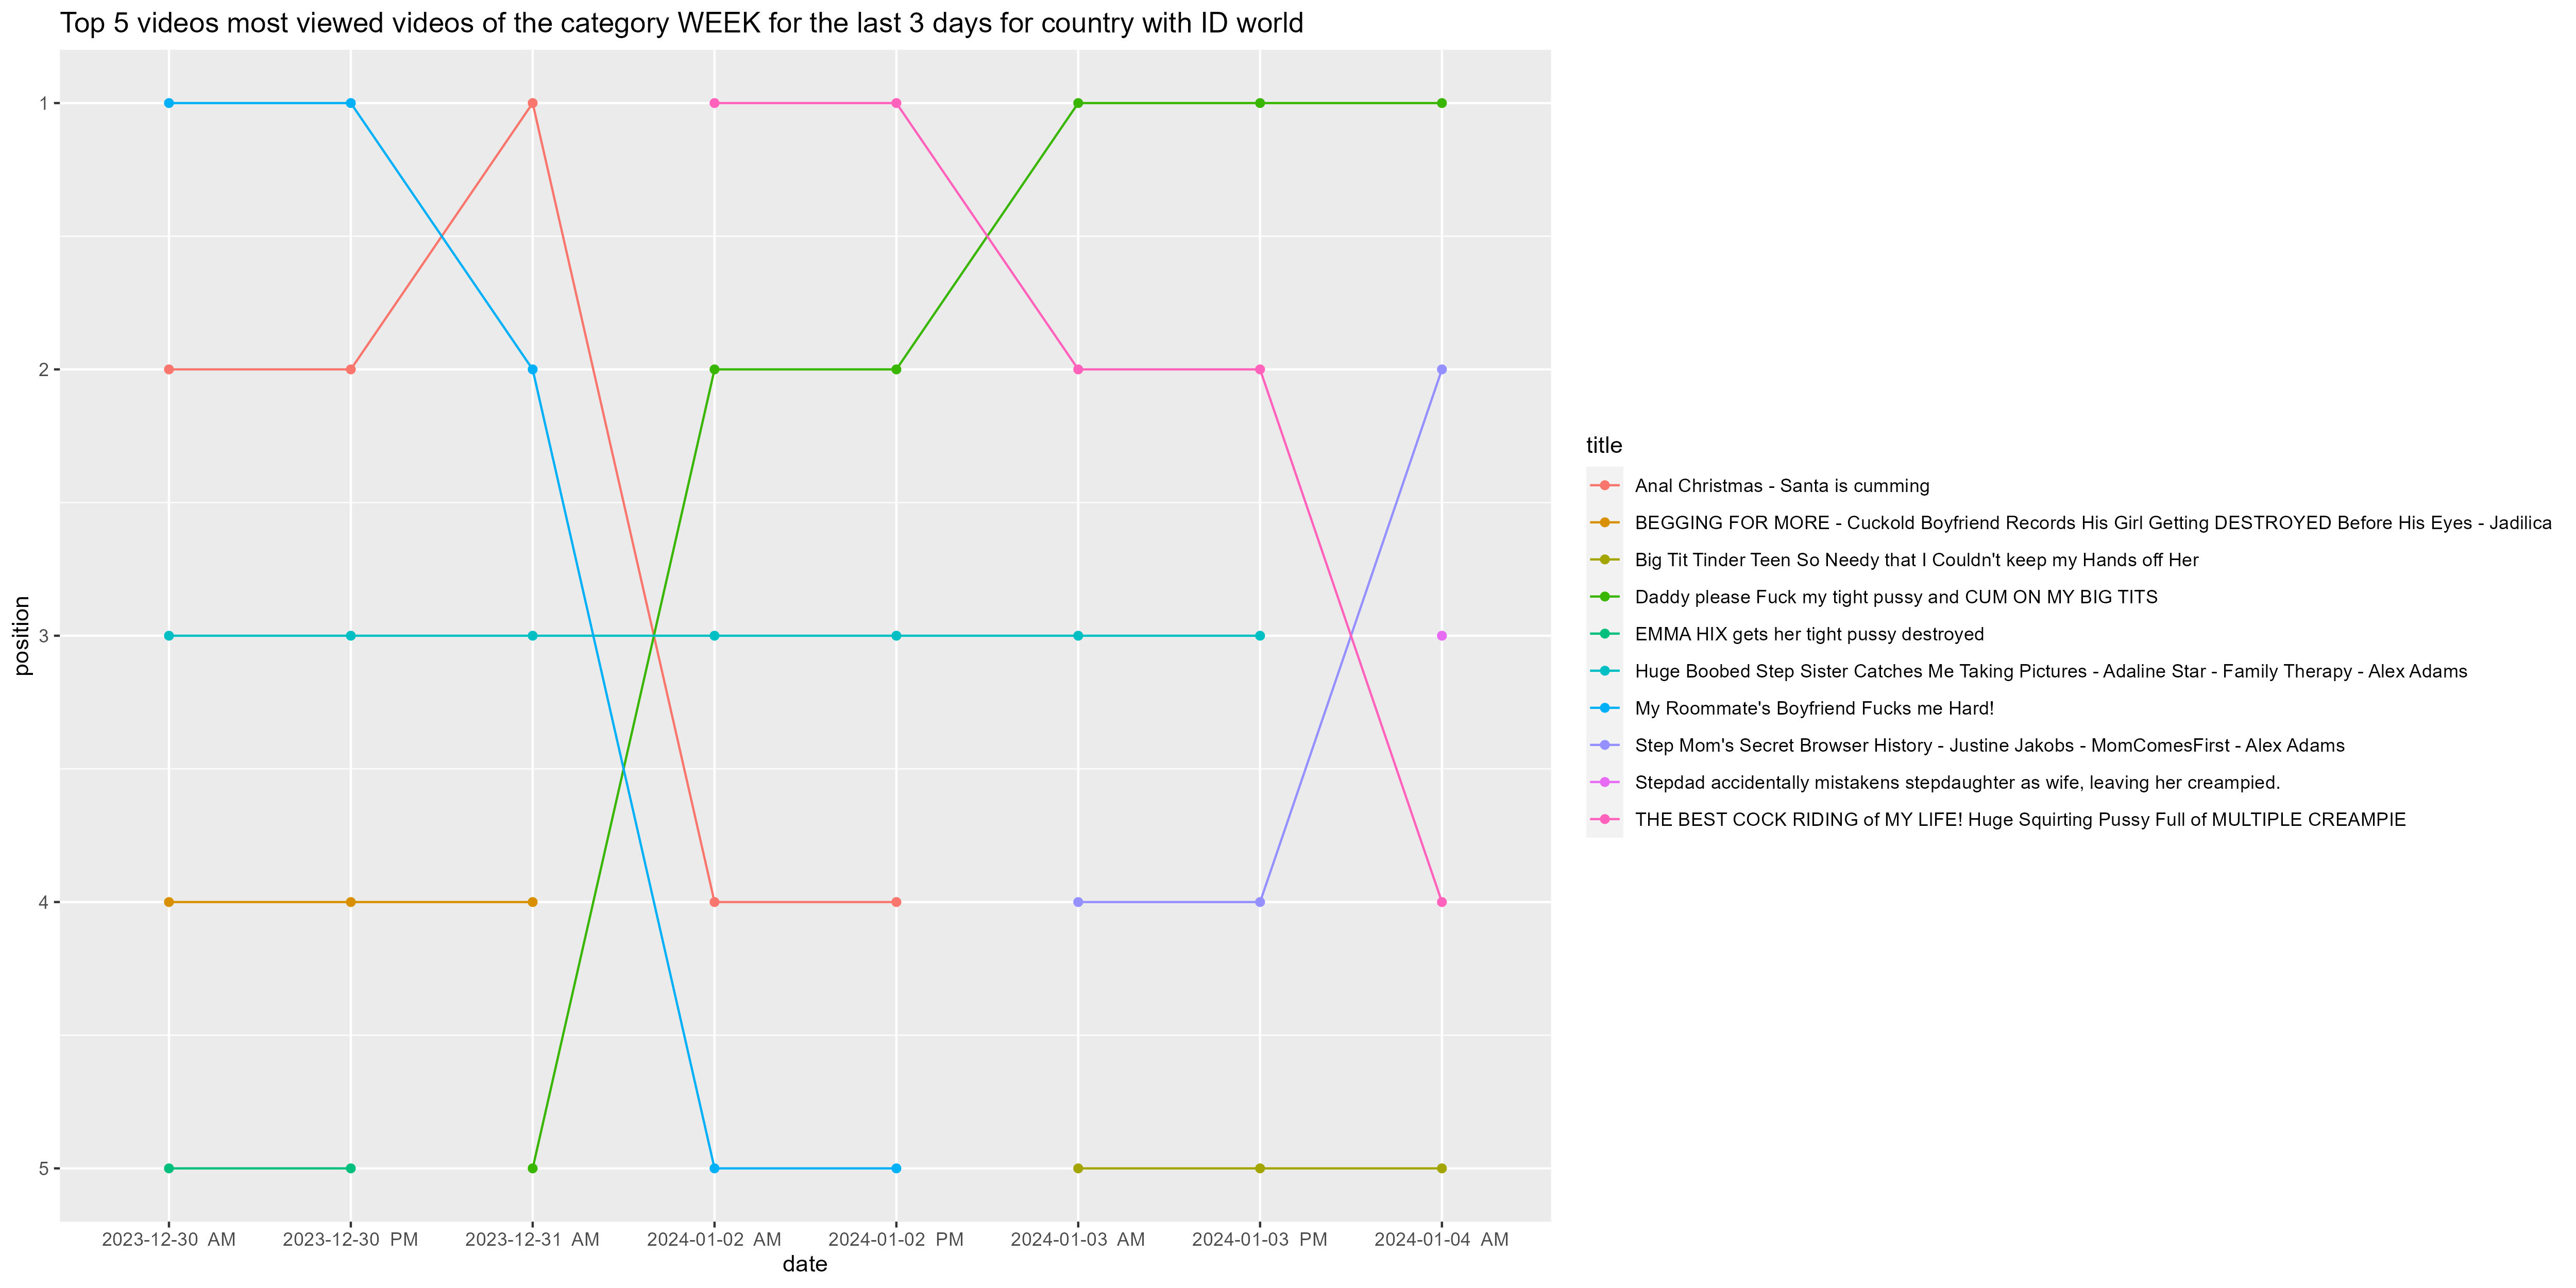 Top 5 videos most viewed videos of the category WEEK for the last 3 days for country with ID world
1
2
3
4
5
position
2023-12-30 AM
2023-12-30 PM
2023-12-31 AM
2024-01-02 AM
2024-01-02 PM
2024-01-03 AM
2024-01-03 PM
2024-01-04 AM
date
title
Anal Christmas - Santa is cumming
BEGGING FOR MORE - Cuckold Boyfriend Records His Girl Getting DESTROYED Before His Eyes - Jadilica
Big Tit Tinder Teen So Needy that I Couldn't keep my Hands off Her
Daddy please Fuck my tight pussy and CUM ON MY BIG TITS
EMMA HIX gets her tight pussy destroyed
Huge Boobed Step Sister Catches Me Taking Pictures - Adaline Star - Family Therapy - Alex Adams
My Roommate's Boyfriend Fucks me Hard!
Step Mom's Secret Browser History - Justine Jakobs - MomComesFirst - Alex Adams
Stepdad accidentally mistakens stepdaughter as wife, leaving her creampied.
THE BEST COCK RIDING of MY LIFE! Huge Squirting Pussy Full of MULTIPLE CREAMPIE